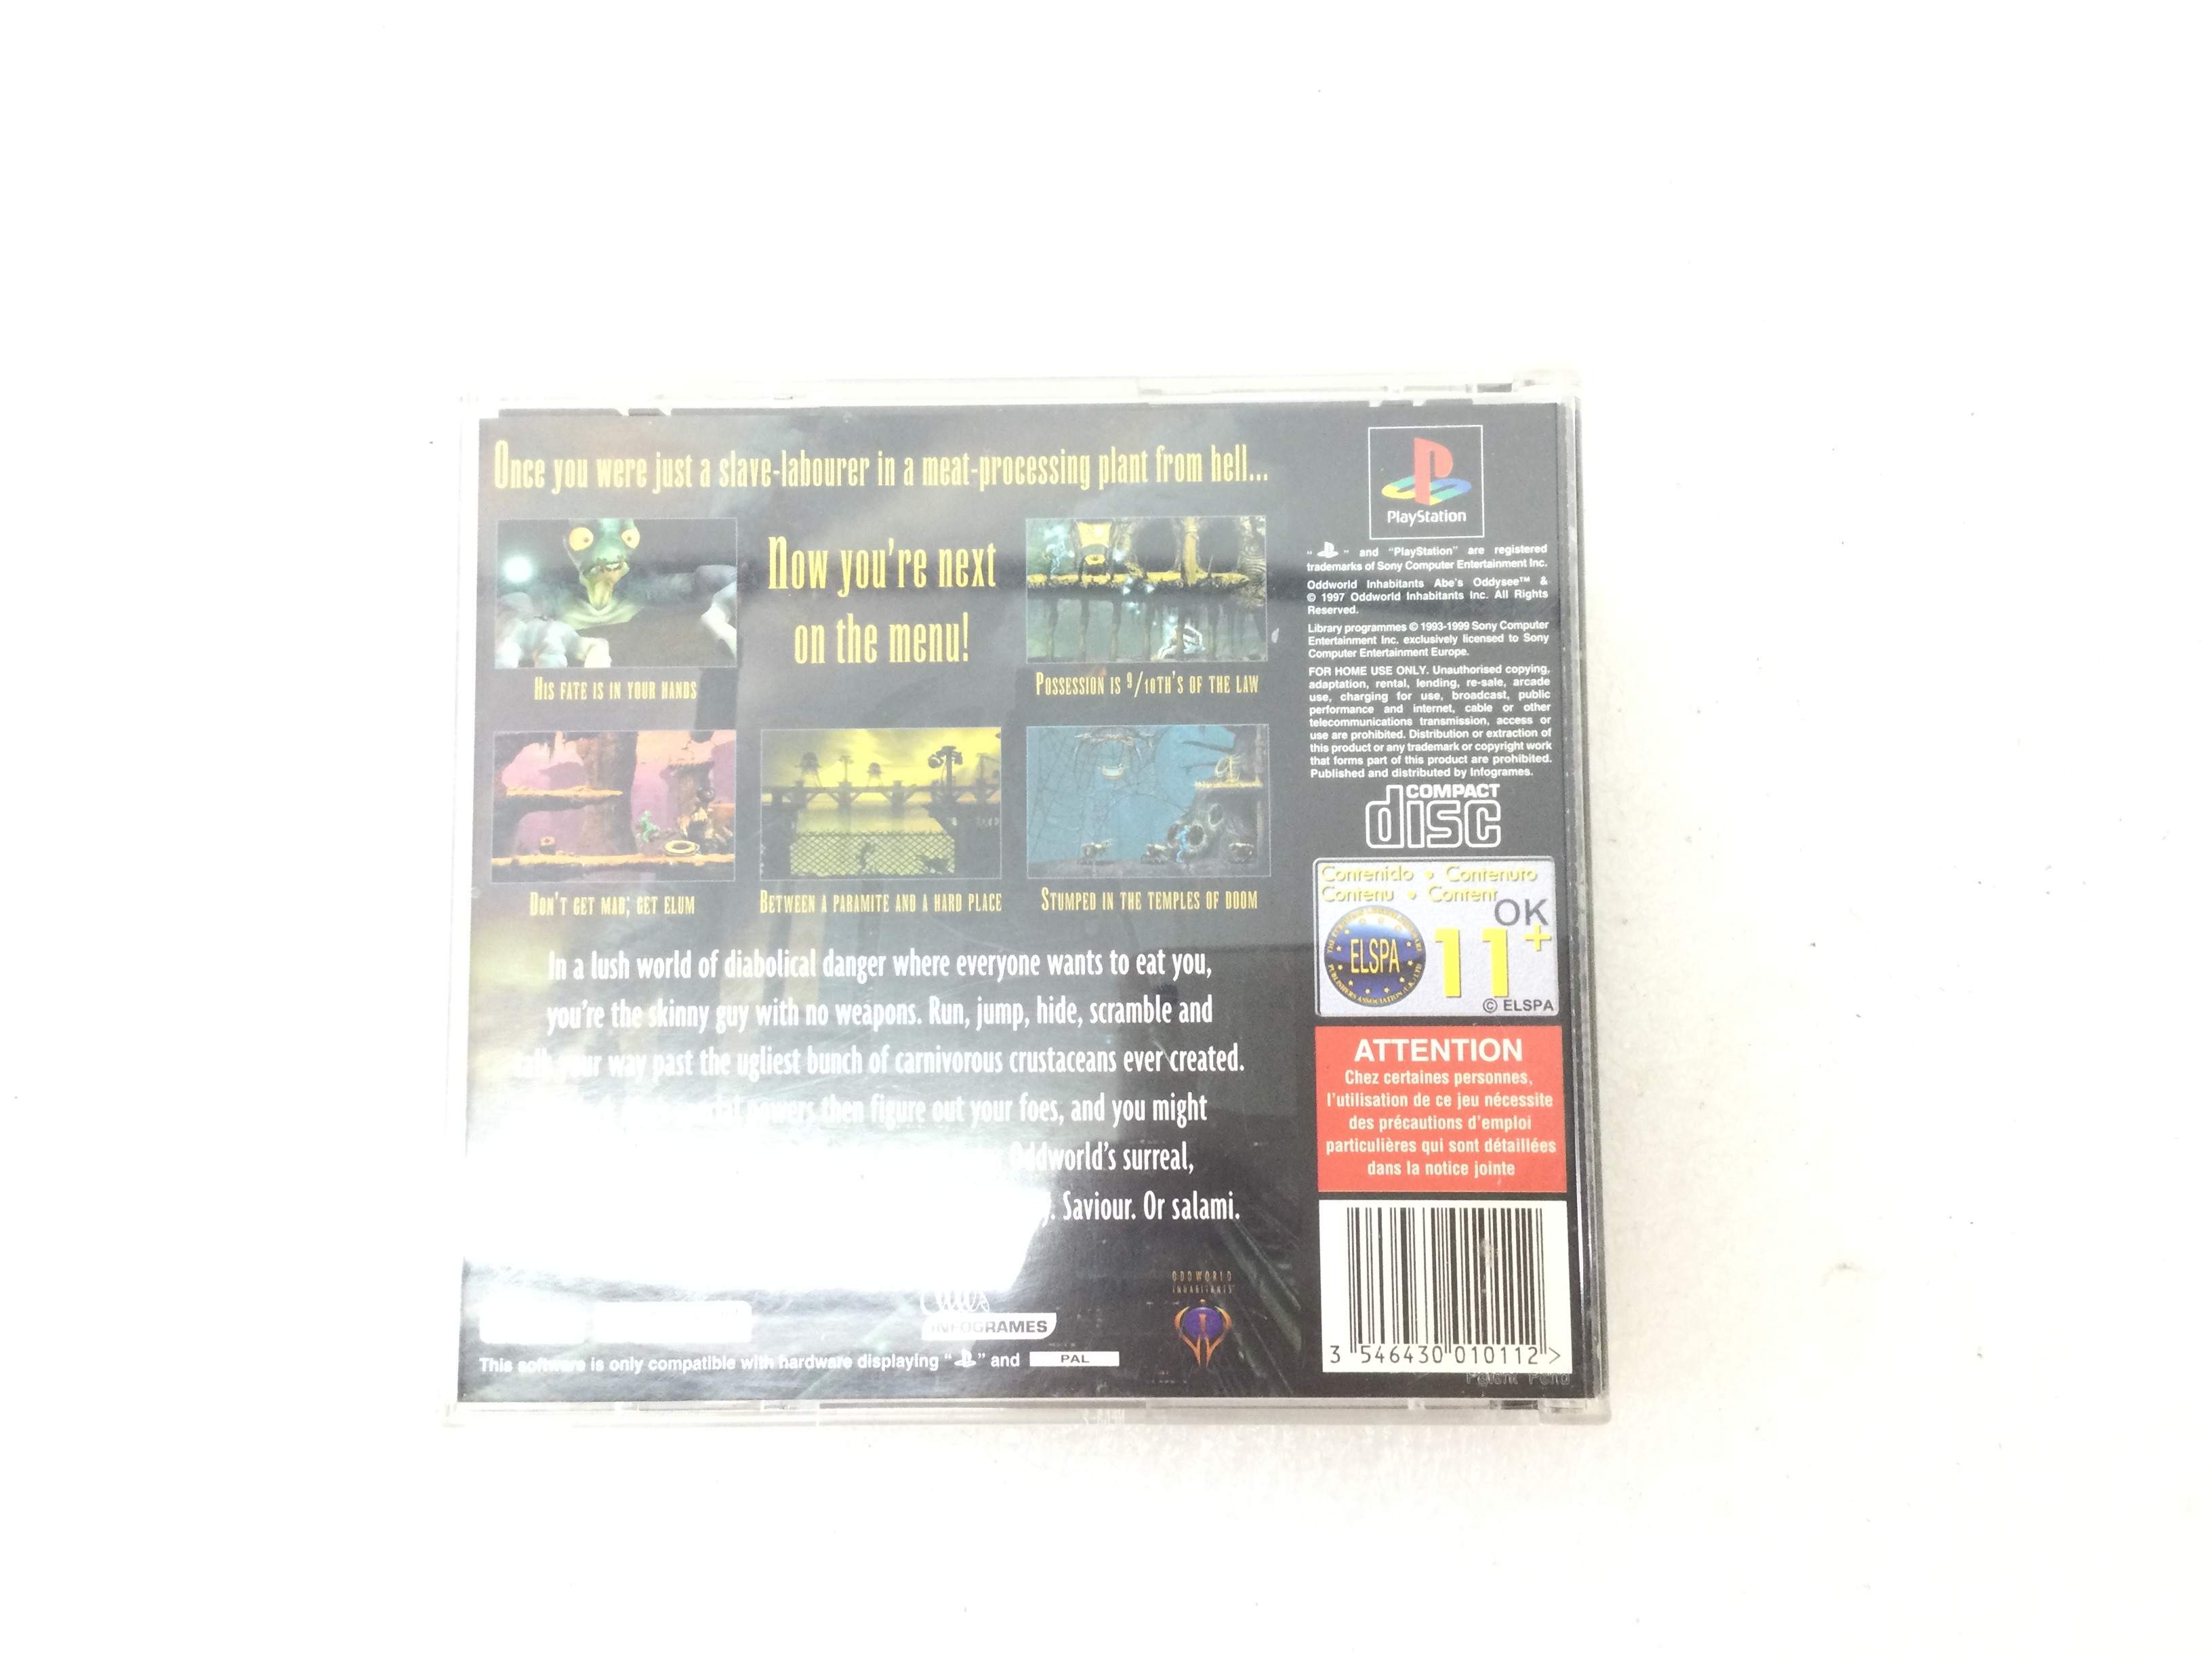 Once you were just a slave-labourer in a meat-processing plant from hell...
Now you're next
on the menu!
HIS FATE IS IN YOUR HANDS
POSSESSION IS 9/10TH'S OF THE LAW
DON'T GET MAD; GET ELUM
BETWEEN A PARAMITE AND A HARD PLACE
STUMPED IN THE TEMPLES OF DOOM
In a lush world of diabolical danger where everyone wants to eat you,
you're the skinny guy with no weapons. Run, jump, hide, scramble and
your way past the ugliest bunch of carnivorous crustaceans ever created.
powers then figure out your foes, and you might
Oddworld's surreal,
Saviour. Or salami.
INFOGRAMES
ODDWORLD
INHABITANTS
This software is only compatible with hardware displaying " " and PAL
PlayStation
" " and "PlayStation" are registered
trademarks of Sony Computer Entertainment Inc.
Oddworld Inhabitants Abe's Oddysee™ &
© 1997 Oddworld Inhabitants Inc. All Rights
Reserved.
Library programmes © 1993-1999 Sony Computer
Entertainment Inc. exclusively licensed to Sony
Computer Entertainment Europe.
FOR HOME USE ONLY. Unauthorised copying,
adaptation, rental, lending, re-sale, arcade
use, charging for use, broadcast, public
performance and internet, cable or other
telecommunications transmission, access or
use are prohibited. Distribution or extraction of
this product or any trademark or copyright work
that forms part of this product are prohibited.
Published and distributed by Infogrames.
COMPACT
disc
Contenido • Contenuto
Contenu • Content
OK
ELSPA
11+
© ELSPA
ATTENTION
Chez certaines personnes,
l'utilisation de ce jeu nécessite
des précautions d'emploi
particulières qui sont détaillées
dans la notice jointe
3 546430 010112 >